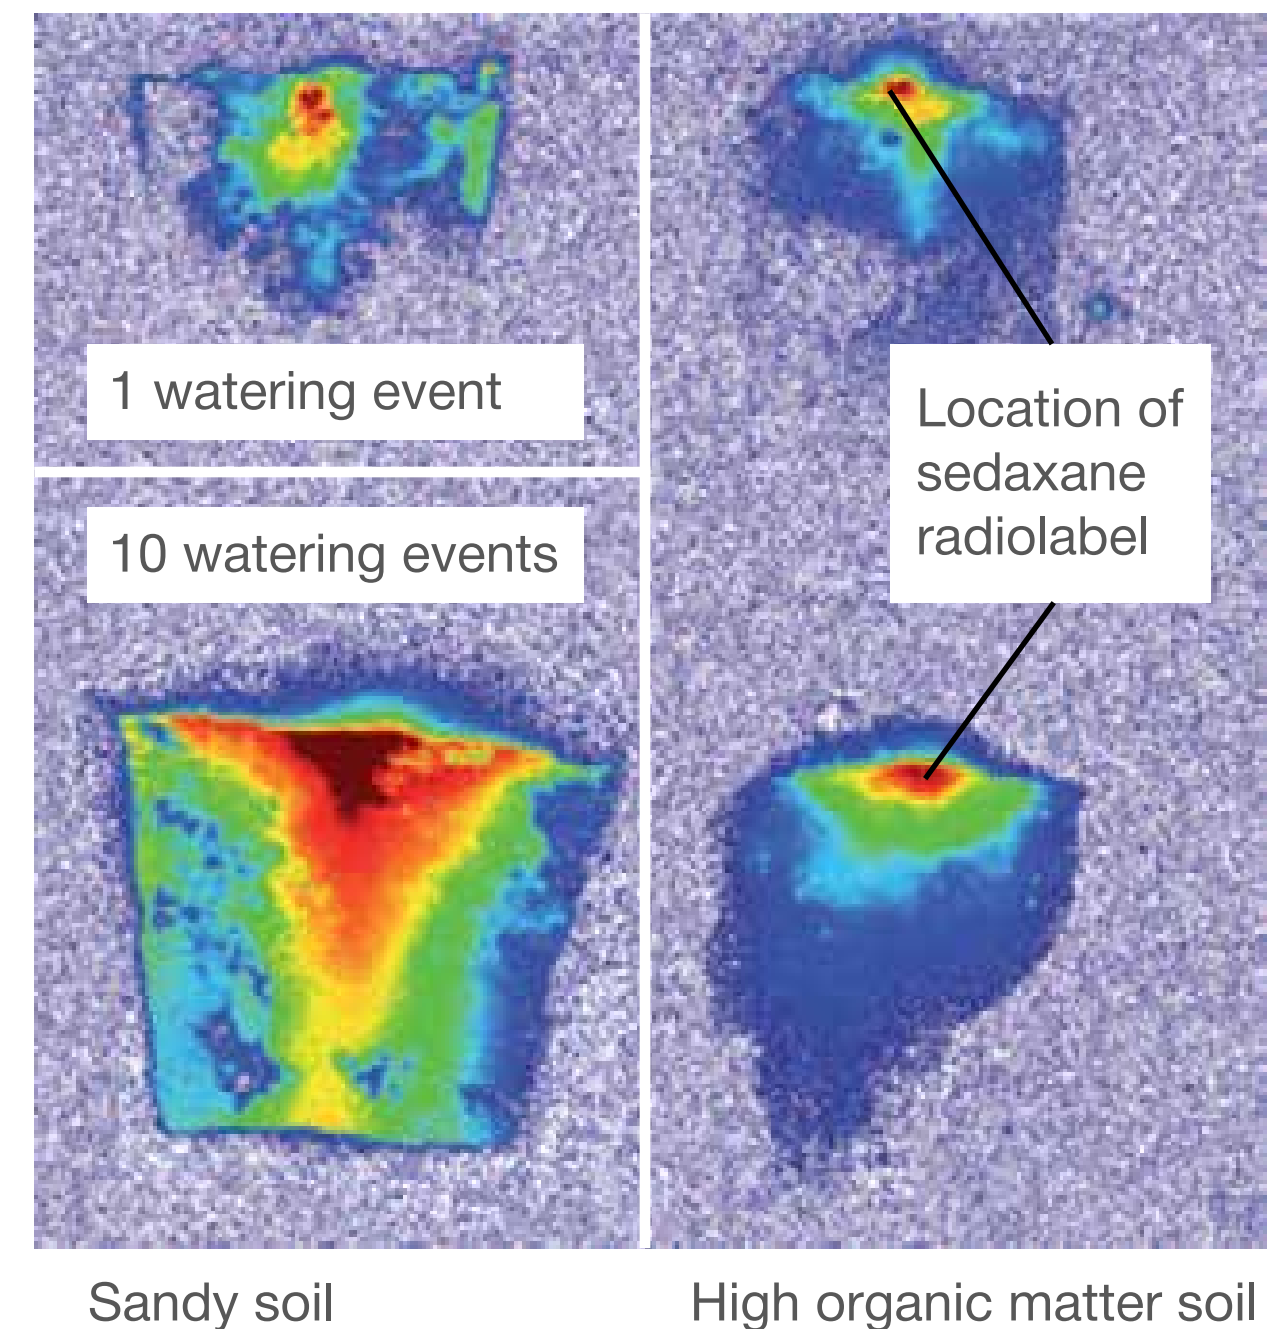 1 watering event
10 watering events
Location of
sedaxane
radiolabel
Sandy soil
High organic matter soil